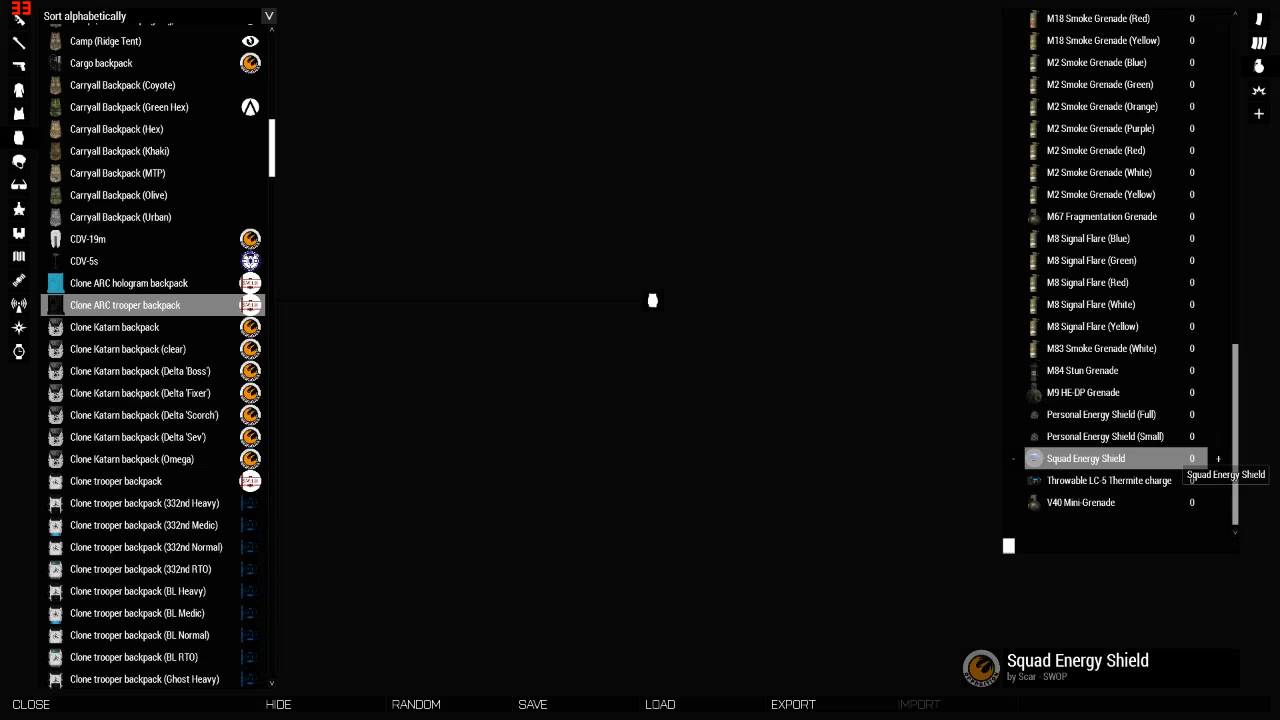 33
Sort alphabetically
Camp (Ridge Tent)
Cargo backpack
Carryall Backpack (Coyote)
Carryall Backpack (Green Hex)
Carryall Backpack (Hex)
Carryall Backpack (Khaki)
Carryall Backpack (MTP)
Carryall Backpack (Olive)
Carryall Backpack (Urban)
CDV-19m
CDV-5s
Clone ARC hologram backpack
Clone ARC trooper backpack
Clone Katarn backpack
Clone Katarn backpack (clear)
Clone Katarn backpack (Delta 'Boss')
Clone Katarn backpack (Delta 'Fixer')
Clone Katarn backpack (Delta 'Scorch')
Clone Katarn backpack (Delta 'Sev')
Clone Katarn backpack (Omega)
Clone trooper backpack
Clone trooper backpack (332nd Heavy)
Clone trooper backpack (332nd Medic)
Clone trooper backpack (332nd Normal)
Clone trooper backpack (332nd RTO)
Clone trooper backpack (BL Heavy)
Clone trooper backpack (BL Medic)
Clone trooper backpack (BL Normal)
Clone trooper backpack (BL RTO)
Clone trooper backpack (Ghost Heavy)
M18 Smoke Grenade (Red) 0
M18 Smoke Grenade (Yellow) 0
M2 Smoke Grenade (Blue) 0
M2 Smoke Grenade (Green) 0
M2 Smoke Grenade (Orange) 0
M2 Smoke Grenade (Purple) 0
M2 Smoke Grenade (Red) 0
M2 Smoke Grenade (White) 0
M2 Smoke Grenade (Yellow) 0
M67 Fragmentation Grenade 0
M8 Signal Flare (Blue) 0
M8 Signal Flare (Green) 0
M8 Signal Flare (Red) 0
M8 Signal Flare (White) 0
M8 Signal Flare (Yellow) 0
M83 Smoke Grenade (White) 0
M84 Stun Grenade 0
M9 HE-DP Grenade 0
Personal Energy Shield (Full) 0
Personal Energy Shield (Small) 0
- Squad Energy Shield 0 +
Squad Energy Shield
Throwable LC-5 Thermite charge
V40 Mini-Grenade 0
Squad Energy Shield
by Scar - SWOP
CLOSE HIDE RANDOM SAVE LOAD EXPORT IMPORT